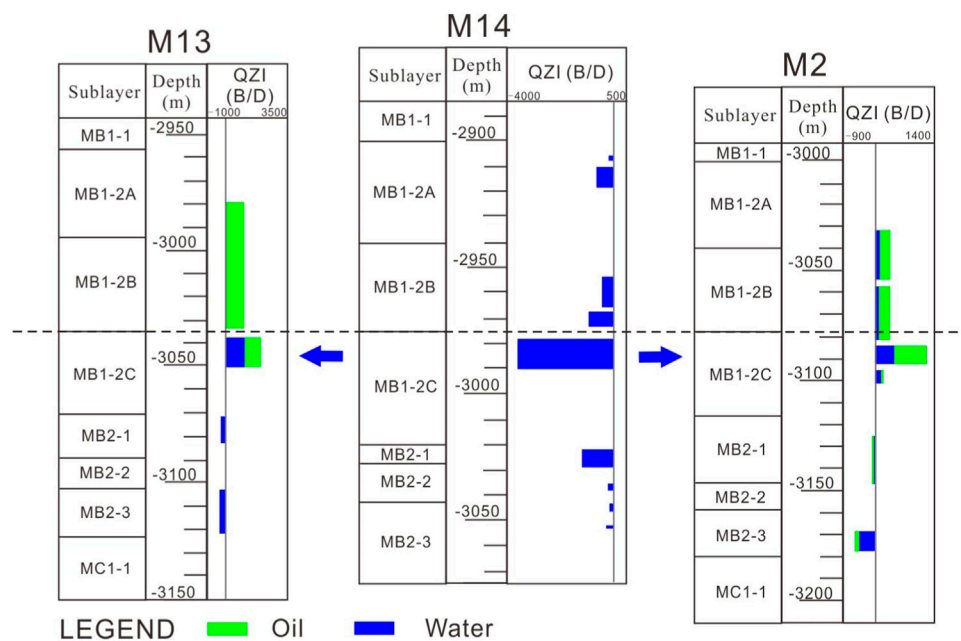 M13
Sublayer
Depth
(m)
QZI
(B/D)
-1000 3500
MB1-1
MB1-2A
MB1-2B
MB1-2C
MB2-1
MB2-2
MB2-3
MC1-1
-2950
-3000
-3050
-3100
-3150
M14
Sublayer
Depth
(m)
QZI (B/D)
-4000 500
MB1-1
MB1-2A
MB1-2B
MB1-2C
MB2-1
MB2-2
MB2-3
-2900
-2950
-3000
-3050
M2
Sublayer
Depth
(m)
QZI (B/D)
-900 1400
MB1-1
MB1-2A
MB1-2B
MB1-2C
MB2-1
MB2-2
MB2-3
MC1-1
-3000
-3050
-3100
-3150
-3200
LEGEND Oil Water